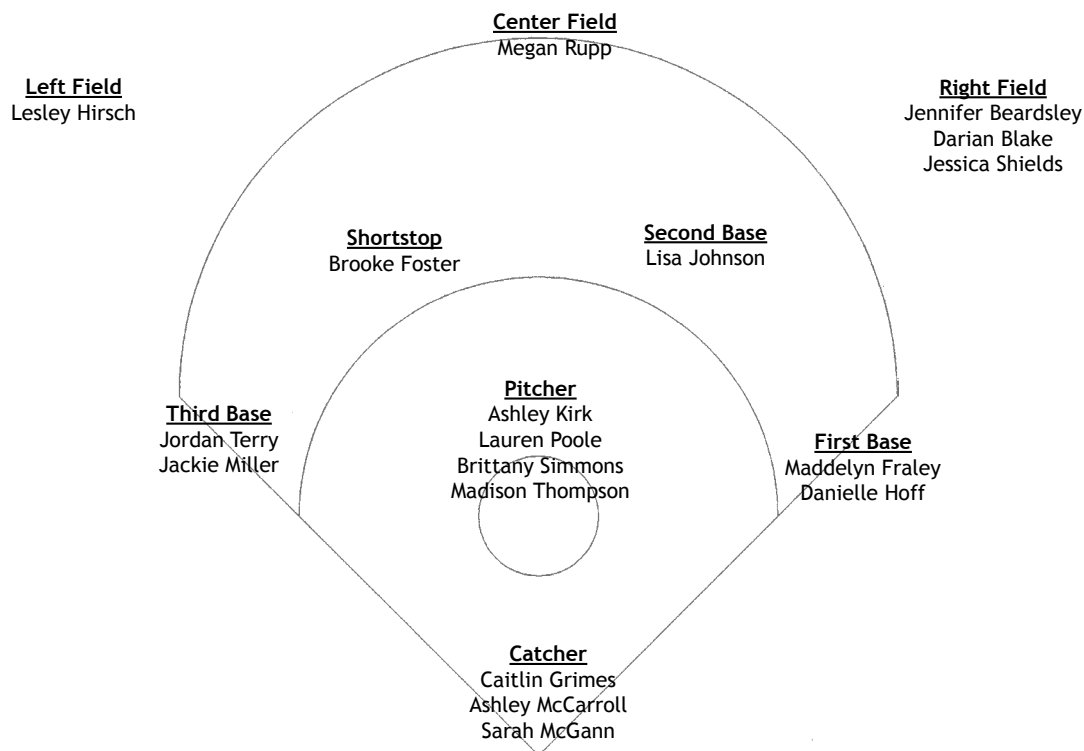 Center Field
Megan Rupp
Left Field
Lesley Hirsch
Right Field
Jennifer Beardsley
Darian Blake
Jessica Shields
Shortstop
Brooke Foster
Second Base
Lisa Johnson
Pitcher
Ashley Kirk
Lauren Poole
Brittany Simmons
Madison Thompson
Third Base
Jordan Terry
Jackie Miller
First Base
Maddelyn Fraley
Danielle Hoff
Catcher
Caitlin Grimes
Ashley McCarroll
Sarah McGann